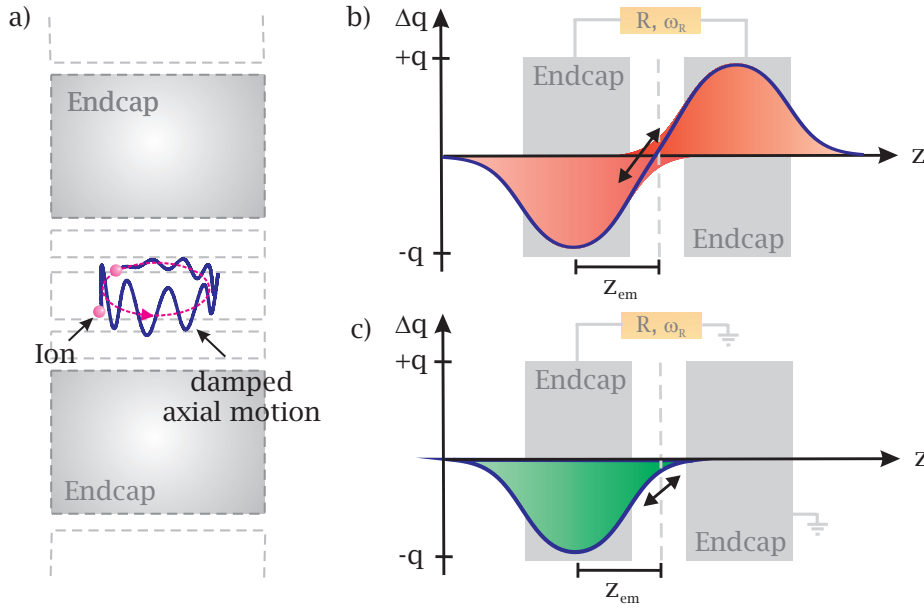 a)
Endcap
Ion
damped
axial motion
Endcap
b)
Δq
+q
-q
R, ω_R
Endcap
Endcap
z
z_em
c)
Δq
+q
-q
R, ω_R
Endcap
Endcap
z
z_em